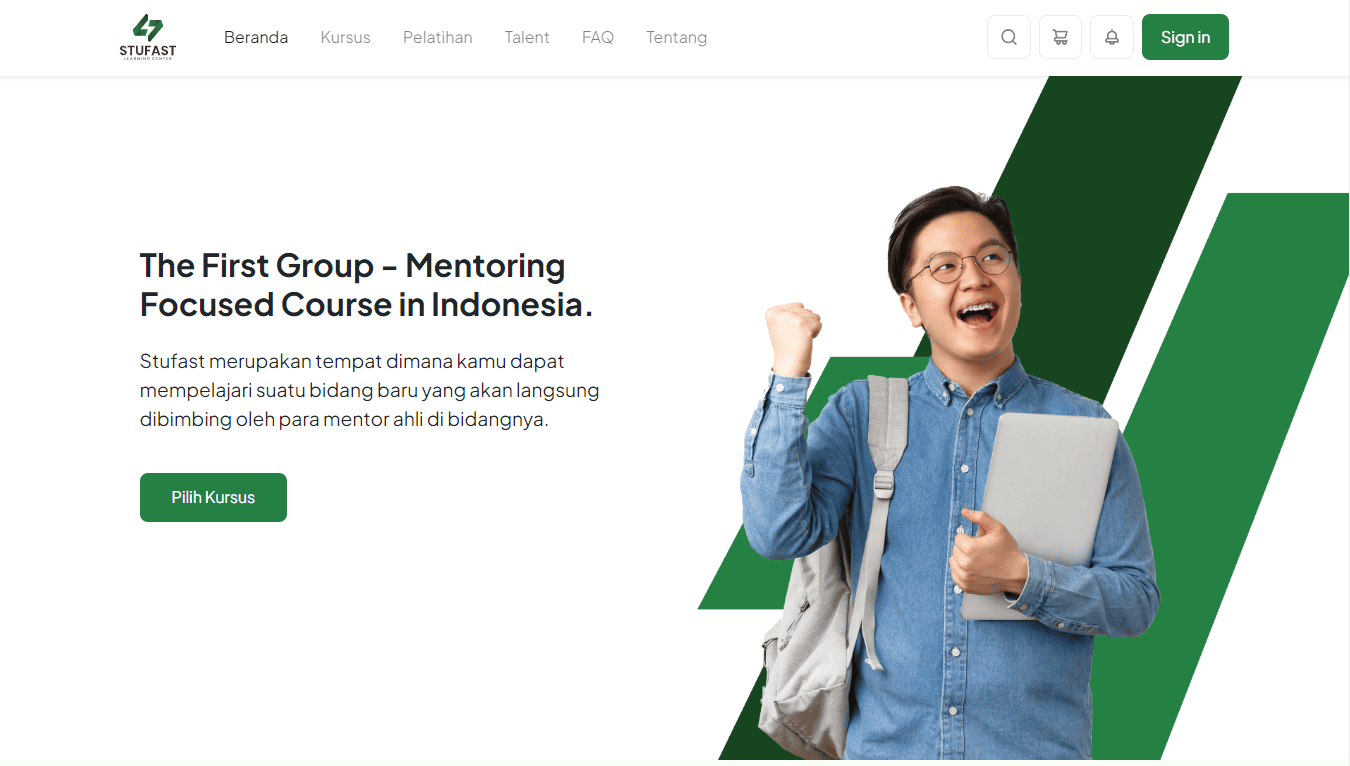 STUFAST
LEARNING CENTER
Beranda
Kursus
Pelatihan
Talent
FAQ
Tentang
Sign in
The First Group - Mentoring
Focused Course in Indonesia.
Stufast merupakan tempat dimana kamu dapat
mempelajari suatu bidang baru yang akan langsung
dibimbing oleh para mentor ahli di bidangnya.
Pilih Kursus